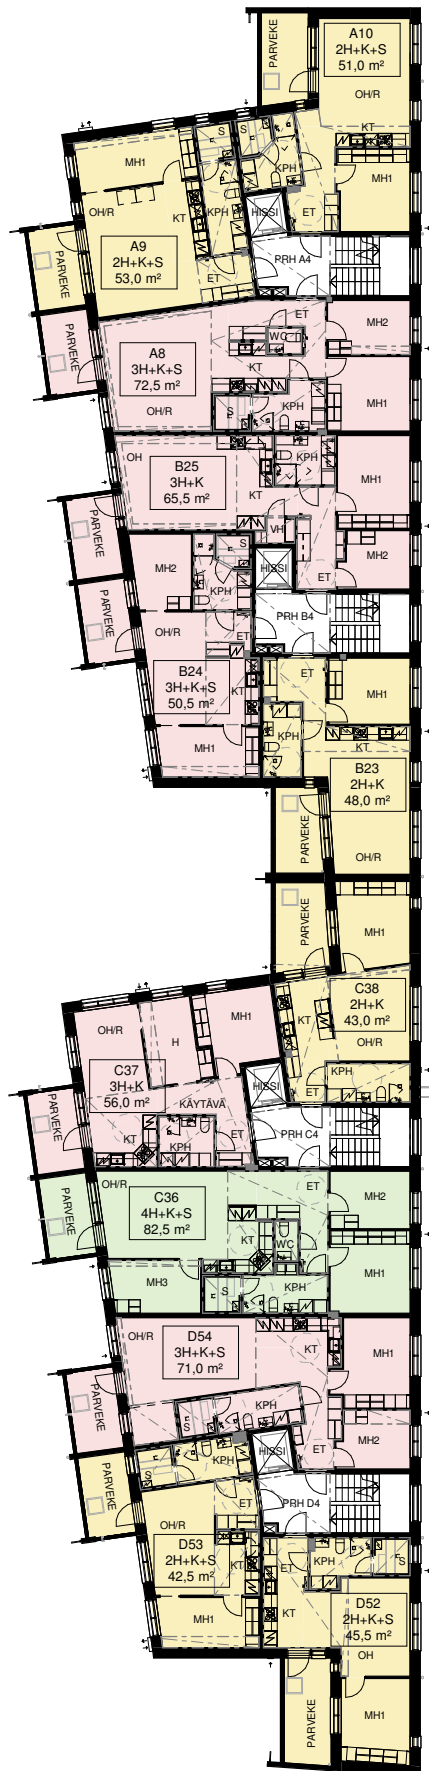 PARVEKE
A10
2H+K+S
51,0 m²
OH/R
KT
S
S
MH1
KPH
MH1
OH/R
KT
KPH
HISSI
ET
A9
2H+K+S
53,0 m²
PRH A4
ET
PARVEKE
ET
MH2
PARVEKE
WC
A8
3H+K+S
72,5 m²
KT
OH/R
S
KPH
MH1
OH
KPH
B25
3H+K
65,5 m²
KT
MH1
PARVEKE
VH
S
MH2
MH2
HISSI
ET
KPH
PARVEKE
OH/R
ET
PRH B4
B24
3H+K+S
50,5 m²
KT
ET
MH1
MH1
KPH
KT
B23
2H+K
48,0 m²
PARVEKE
OH/R
PARVEKE
MH1
C38
2H+K
43,0 m²
KT
OH/R
OH/R
H
MH1
C37
3H+K
56,0 m²
HISSI
KPH
ET
KÄYTÄVÄ
PARVEKE
KT
KPH
ET
PRH C4
OH/R
C36
4H+K+S
82,5 m²
ET
MH2
PARVEKE
KT
WC
MH3
S
KPH
MH1
OH/R
D54
3H+K+S
71,0 m²
KT
MH1
PARVEKE
KPH
S
ET
MH2
HISSI
KPH
S
PARVEKE
ET
PRH D4
OH/R
D53
2H+K+S
42,5 m²
KT
ET
KPH
S
MH1
KT
D52
2H+K+S
45,5 m²
OH
PARVEKE
MH1